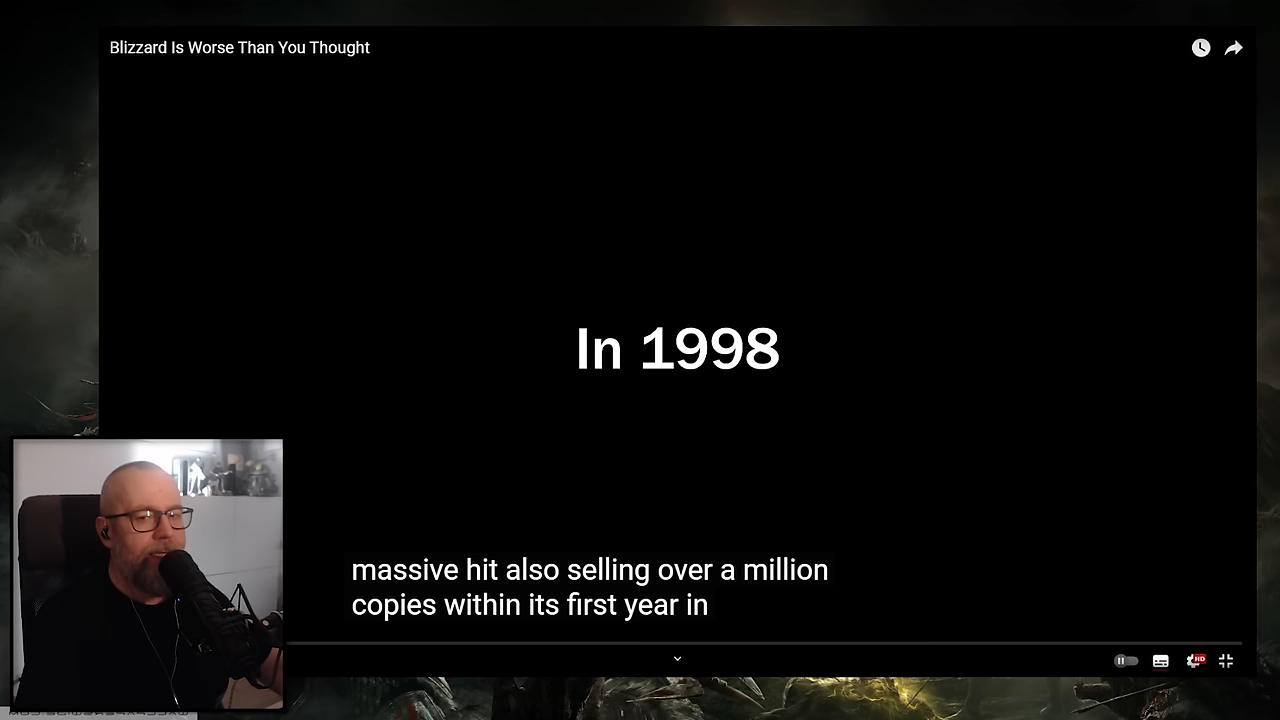 Blizzard Is Worse Than You Thought
In 1998
massive hit also selling over a million
copies within its first year in
HD